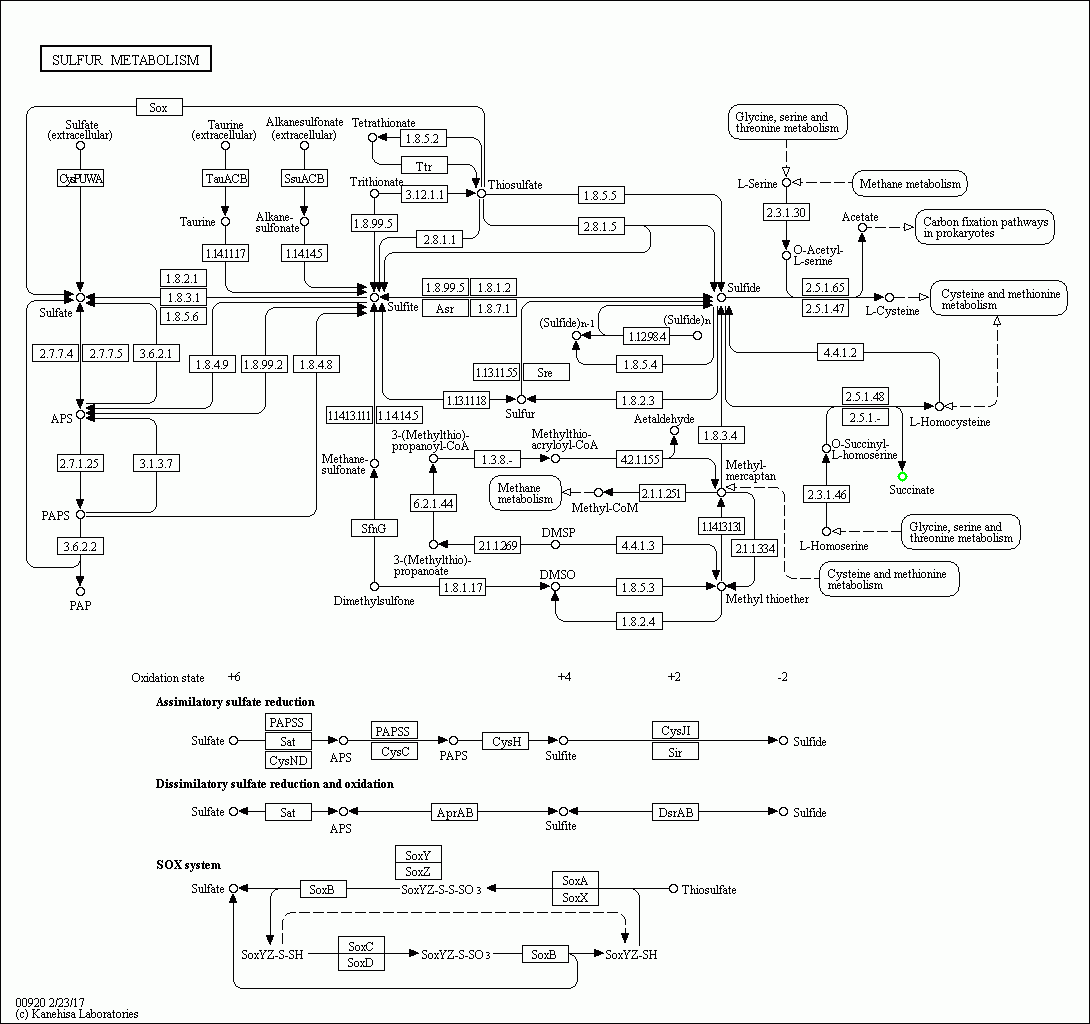 SULFUR METABOLISM
Sox
Sulfate
(extracellular)
Taurine
(extracellular)
Alkanesulfonate
(extracellular)
Tetrathionate
1.8.5.2
Ttr
CysPUWA
TauACB
SsuACB
Trithionate
3.12.1.1
Thiosulfate
1.8.5.5
Taurine
Alkane-
sulfonate
1.8.99.5
2.8.1.1
2.8.1.5
1.14.11.17
1.14.14.5
Glycine, serine and
threonine metabolism
L-Serine
Methane metabolism
2.3.1.30
Acetate
Carbon fixation pathways
in prokaryotes
O-Acetyl-
L-serine
1.8.2.1
1.8.3.1
1.8.5.6
Sulfate
Sulfite
1.8.99.5
1.8.1.2
Asr
1.8.7.1
Sulfide
2.5.1.65
2.5.1.47
L-Cysteine
Cysteine and methionine
metabolism
(Sulfide)n-1
(Sulfide)n
1.12.98.4
1.8.5.4
2.7.7.4
2.7.7.5
3.6.2.1
1.8.4.9
1.8.99.2
1.8.4.8
1.13.11.55
Sre
4.4.1.2
1.13.11.18
Sulfur
1.8.2.3
2.5.1.48
2.5.1.-
L-Homocysteine
APS
1.14.13.111
1.14.14.5
Aetaldehyde
1.8.3.4
3-(Methylthio)-
propanoyl-CoA
Methylthio-
acryloyl-CoA
O-Succinyl-
L-homoserine
2.7.1.25
3.1.3.7
Methane-
sulfonate
1.3.8.-
4.2.1.155
Methyl-
mercaptan
Succinate
Methane
metabolism
Methyl-CoM
2.1.1.251
6.2.1.44
2.3.1.46
PAPS
SfnG
1.14.13.131
3.6.2.2
3-(Methylthio)-
propanoate
2.1.1.269
DMSP
4.4.1.3
2.1.1.334
L-Homoserine
Glycine, serine and
threonine metabolism
Cysteine and methionine
metabolism
PAP
Dimethylsulfone
1.8.1.17
DMSO
1.8.5.3
Methyl thioether
1.8.2.4
Oxidation state
+6
+4
+2
-2
Assimilatory sulfate reduction
Sulfate
PAPSS
Sat
CysND
APS
PAPSS
CysC
PAPS
CysH
Sulfite
CysJI
Sir
Sulfide
Dissimilatory sulfate reduction and oxidation
Sulfate
Sat
APS
AprAB
Sulfite
DsrAB
Sulfide
SOX system
Sulfate
SoxB
SoxY
SoxZ
SoxYZ-S-S-SO3
SoxA
SoxX
Thiosulfate
SoxYZ-S-SH
SoxC
SoxD
SoxYZ-S-SO3
SoxB
SoxYZ-SH
00920 2/23/17
(c) Kanehisa Laboratories